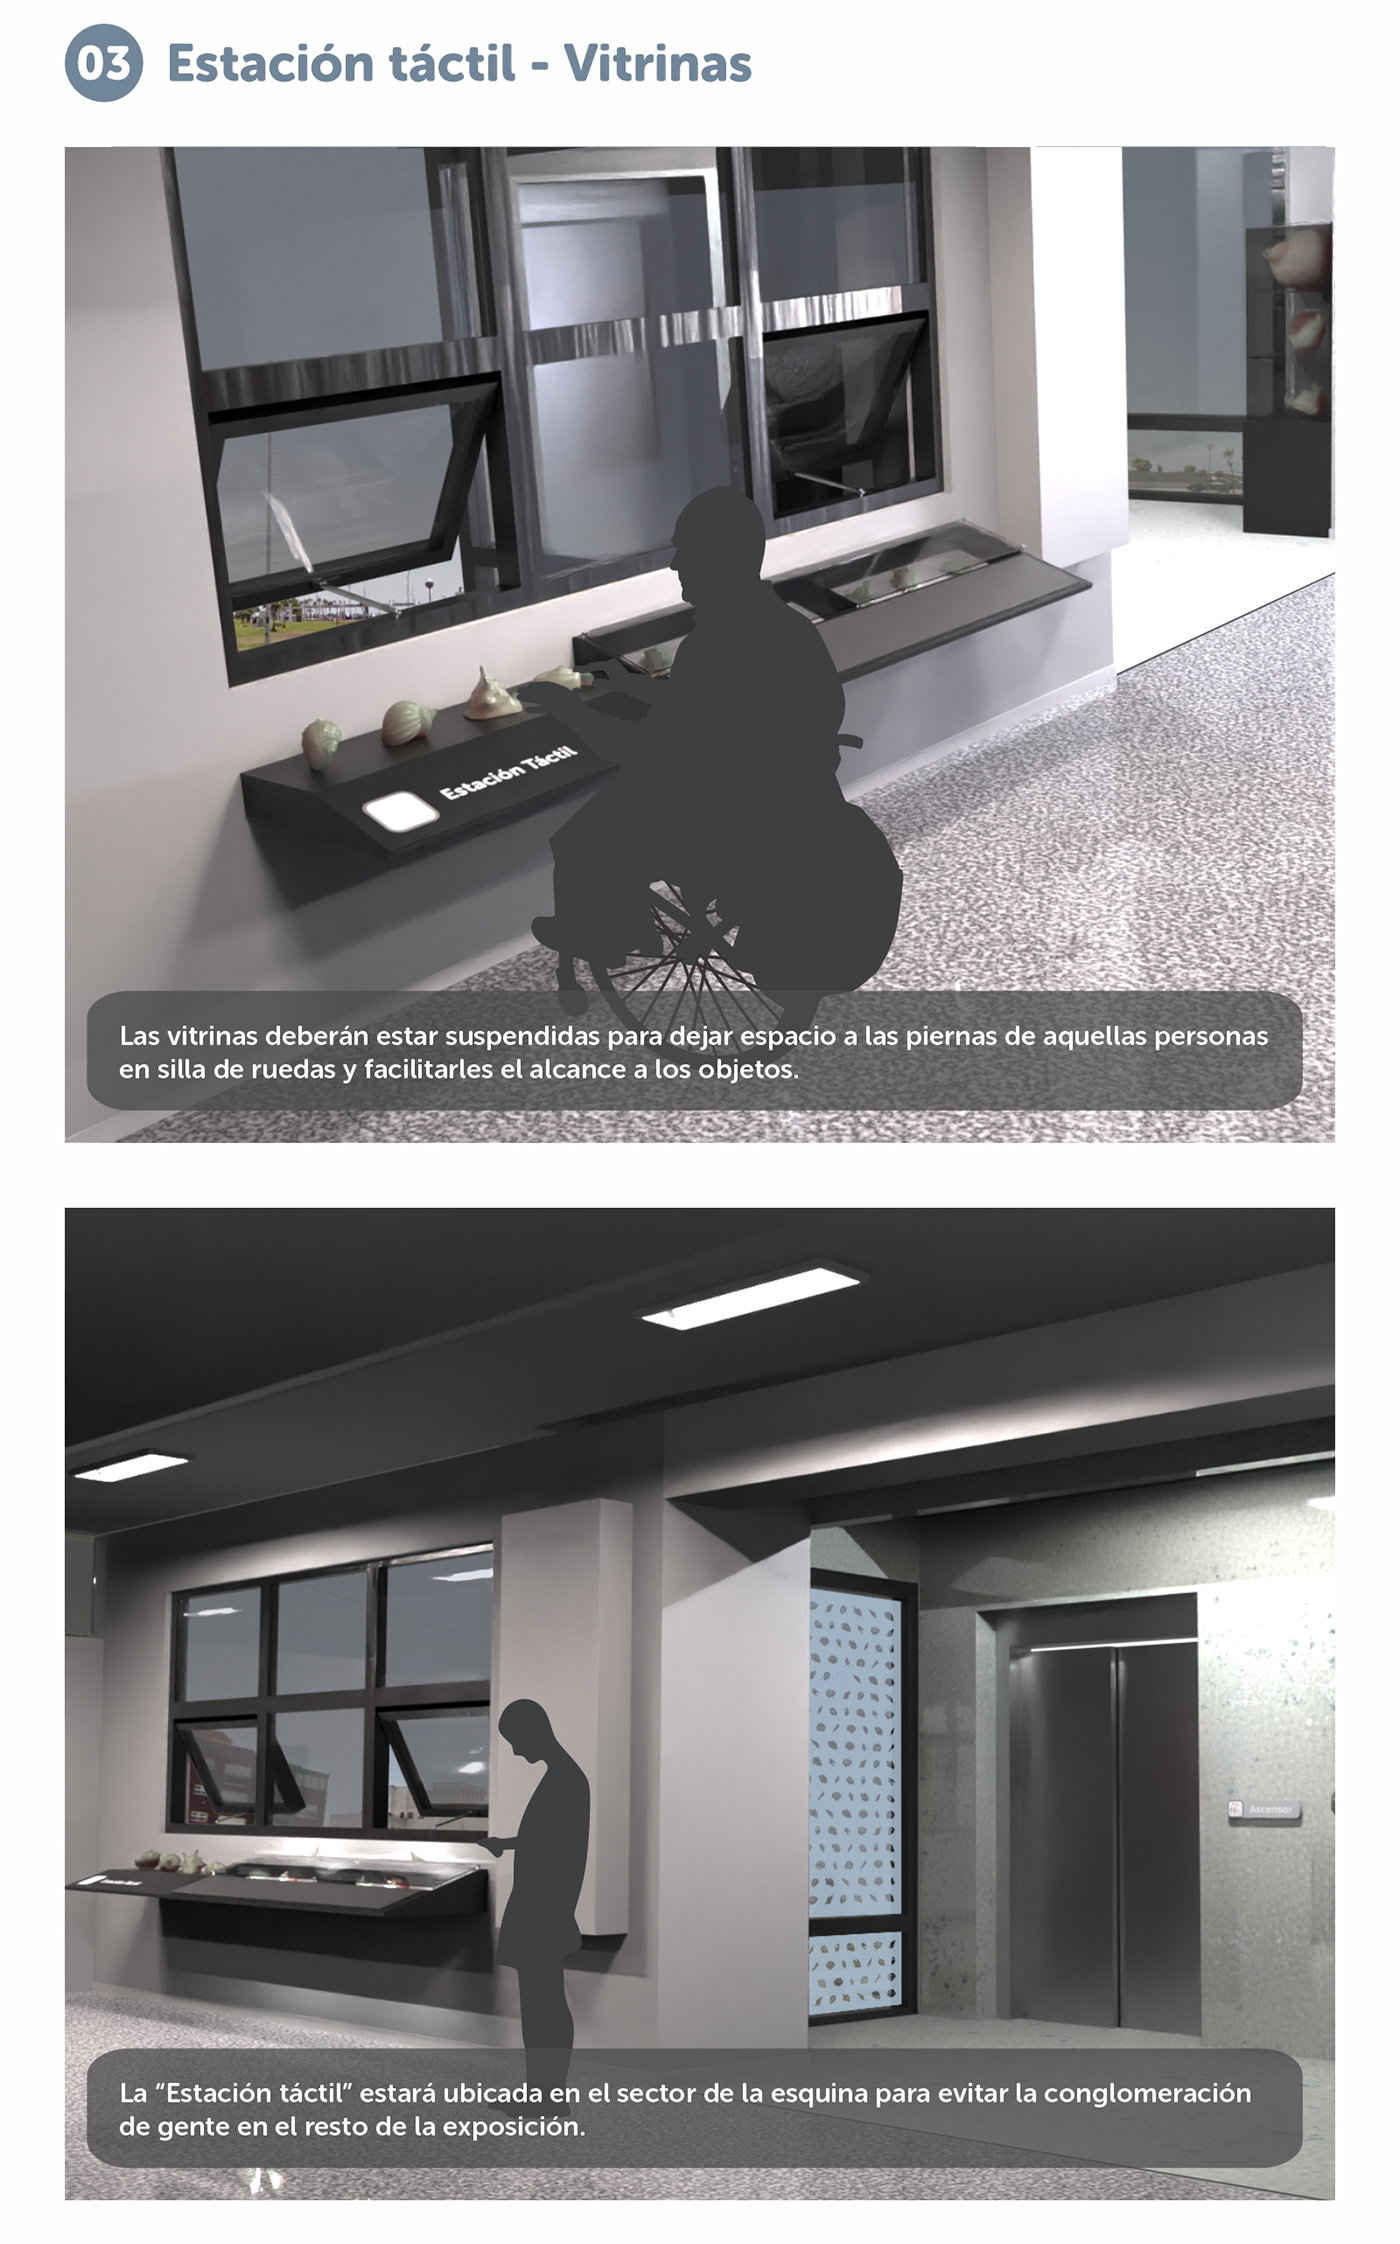 03 Estación táctil - Vitrinas
Estación Táctil
Las vitrinas deberán estar suspendidas para dejar espacio a las piernas de aquellas personas
en silla de ruedas y facilitarles el alcance a los objetos.
Ascensor
La “Estación táctil” estará ubicada en el sector de la esquina para evitar la conglomeración
de gente en el resto de la exposición.